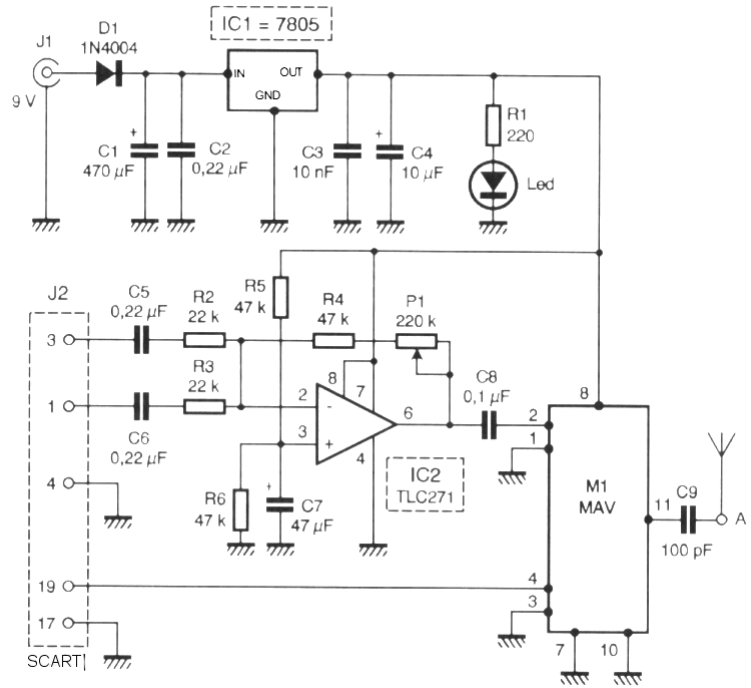 IC1 = 7805
J1
D1
1N4004
IN
OUT
GND
9 V
+
C1
470 µF
C2
0,22 µF
C3
10 nF
+
C4
10 µF
R1
220
Led
J2
C5
0,22 µF
R2
22 k
R5
47 k
R4
47 k
P1
220 k
3
R3
22 k
8
7
C8
0,1 µF
8
1
2
-
6
2
C6
0,22 µF
3
+
4
1
IC2
TLC271
M1
MAV
4
R6
47 k
+
C7
47 µF
11
C9
A
100 pF
19
4
3
17
7
10
SCART